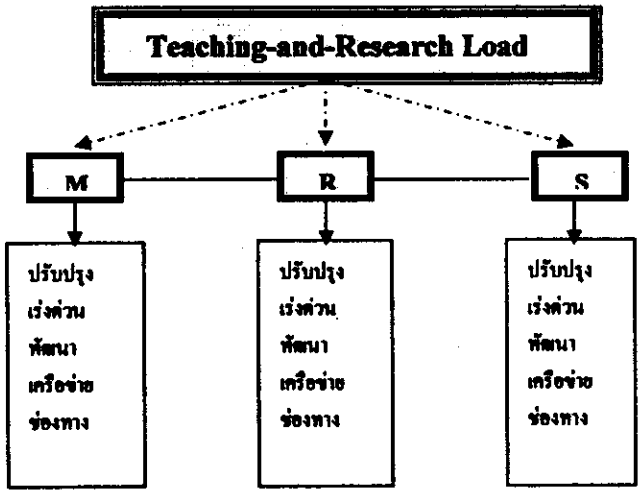 Teaching-and-Research Load
M
R
S
ปรับปรุง
เร่งด่วน
พัฒนา
เครือข่าย
ช่องทาง
ปรับปรุง
เร่งด่วน
พัฒนา
เครือข่าย
ช่องทาง
ปรับปรุง
เร่งด่วน
พัฒนา
เครือข่าย
ช่องทาง